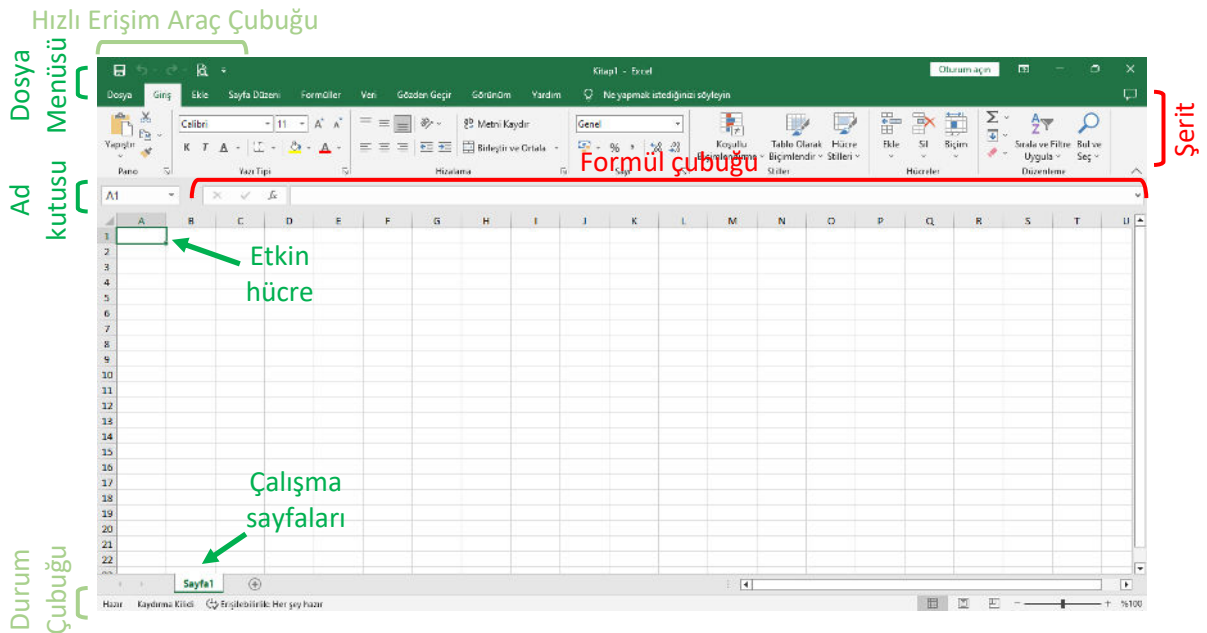 Hızlı Erişim Araç Çubuğu
Dosya
Menüsü
Kitap1 - Excel
Oturum açın
Dosya Giriş Ekle Sayfa Düzeni Formüller Veri Gözden Geçir Görünüm Yardım Ne yapmak istediğinizi söyleyin
Şerit
Yapıştır
Calibri 11
K T A
Metni Kaydır
Birleştir ve Ortala
Genel
%
Koşullu
Tablo Olarak
Biçimlendir
Hücre
Stilleri
Ekle Sil Biçim
Sırala ve Filtre
Uygula
Bul ve
Seç
Pano Yazı Tipi Hizalama Stiller Hücreler Düzenleme
Formül çubuğu
Ad
kutusu
A1 fx
A B C D E F G H I J K L M N O P Q R S T U
1
2
3
4
5
6
7
8
9
10
11
12
13
14
15
16
17
18
19
20
21
22
Etkin
hücre
Çalışma
sayfaları
Sayfa1
Durum
Çubuğu
Hazır Kaydırma Kilidi Erişilebilirlik: Her şey hazır %100